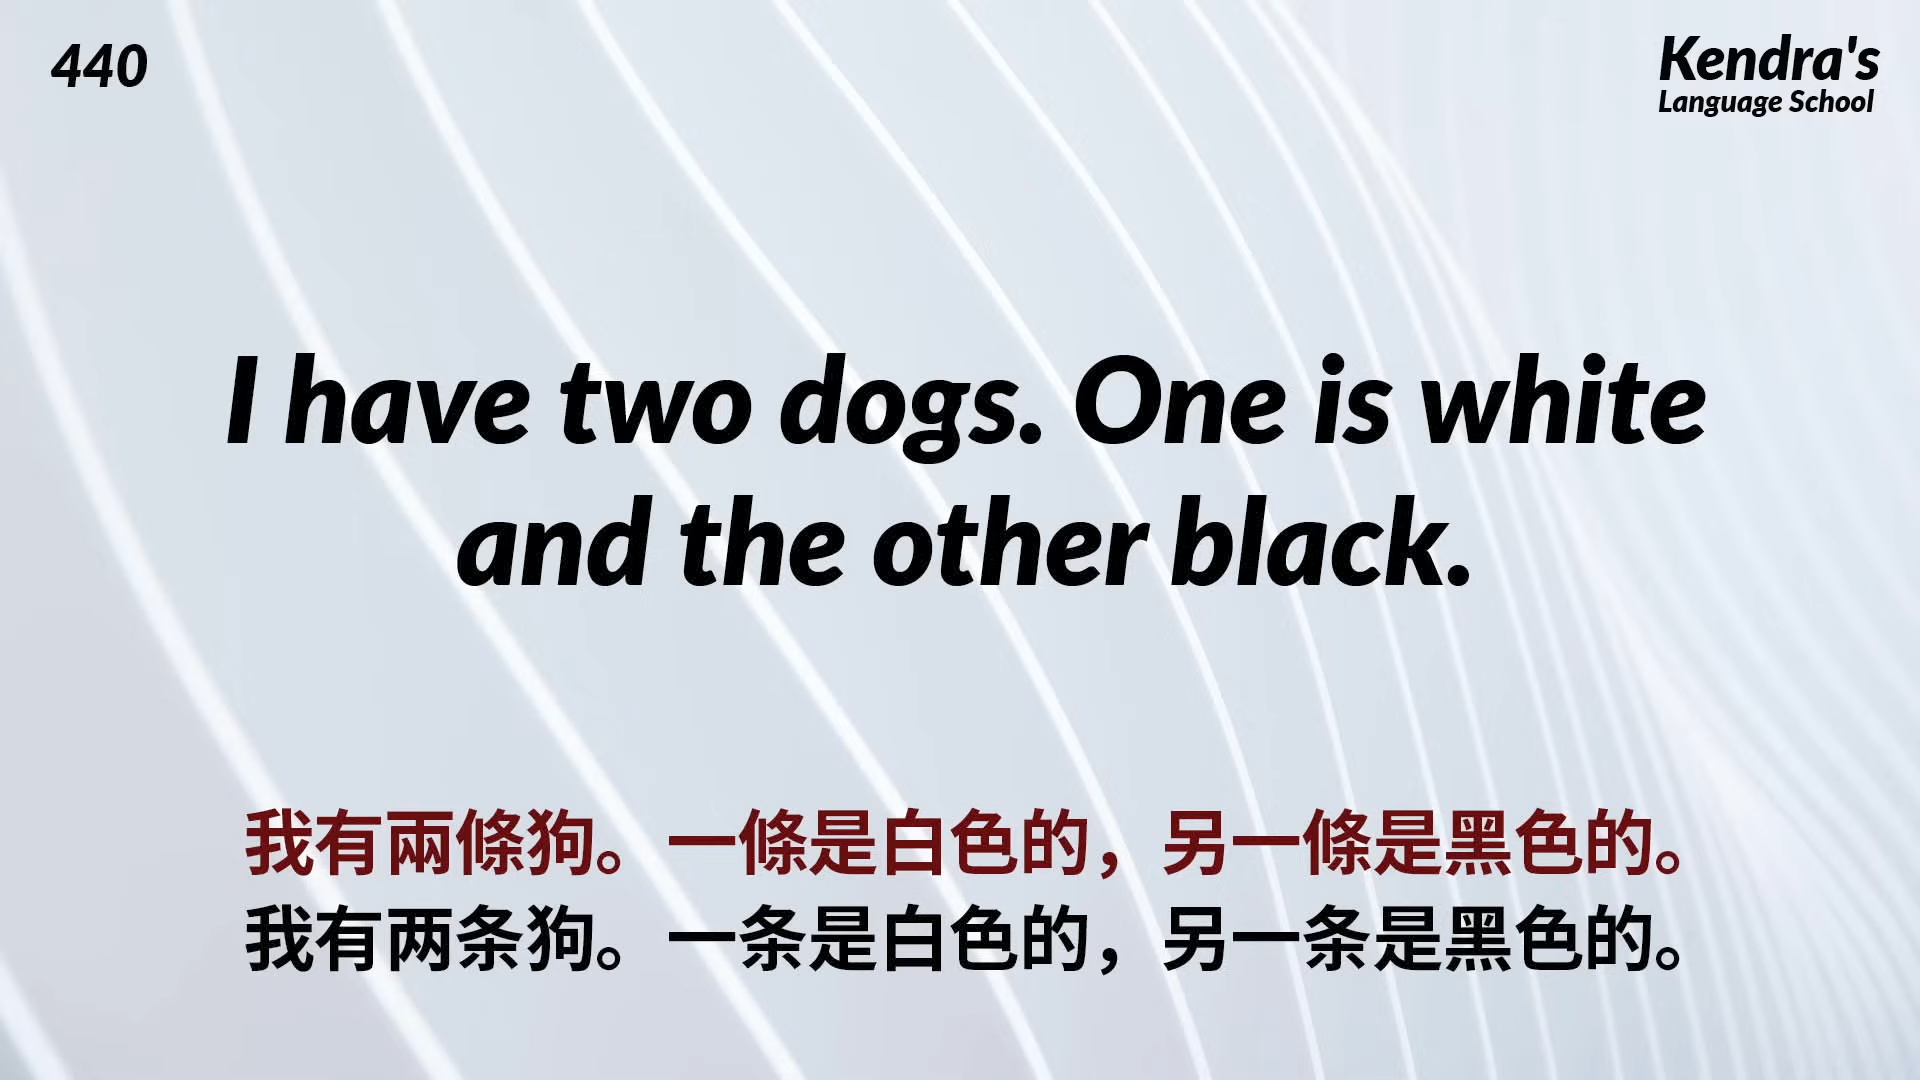 440
Kendra's
Language School
I have two dogs. One is white
and the other black.
我有兩條狗。一條是白色的，另一條是黑色的。
我有两条狗。一条是白色的，另一条是黑色的。